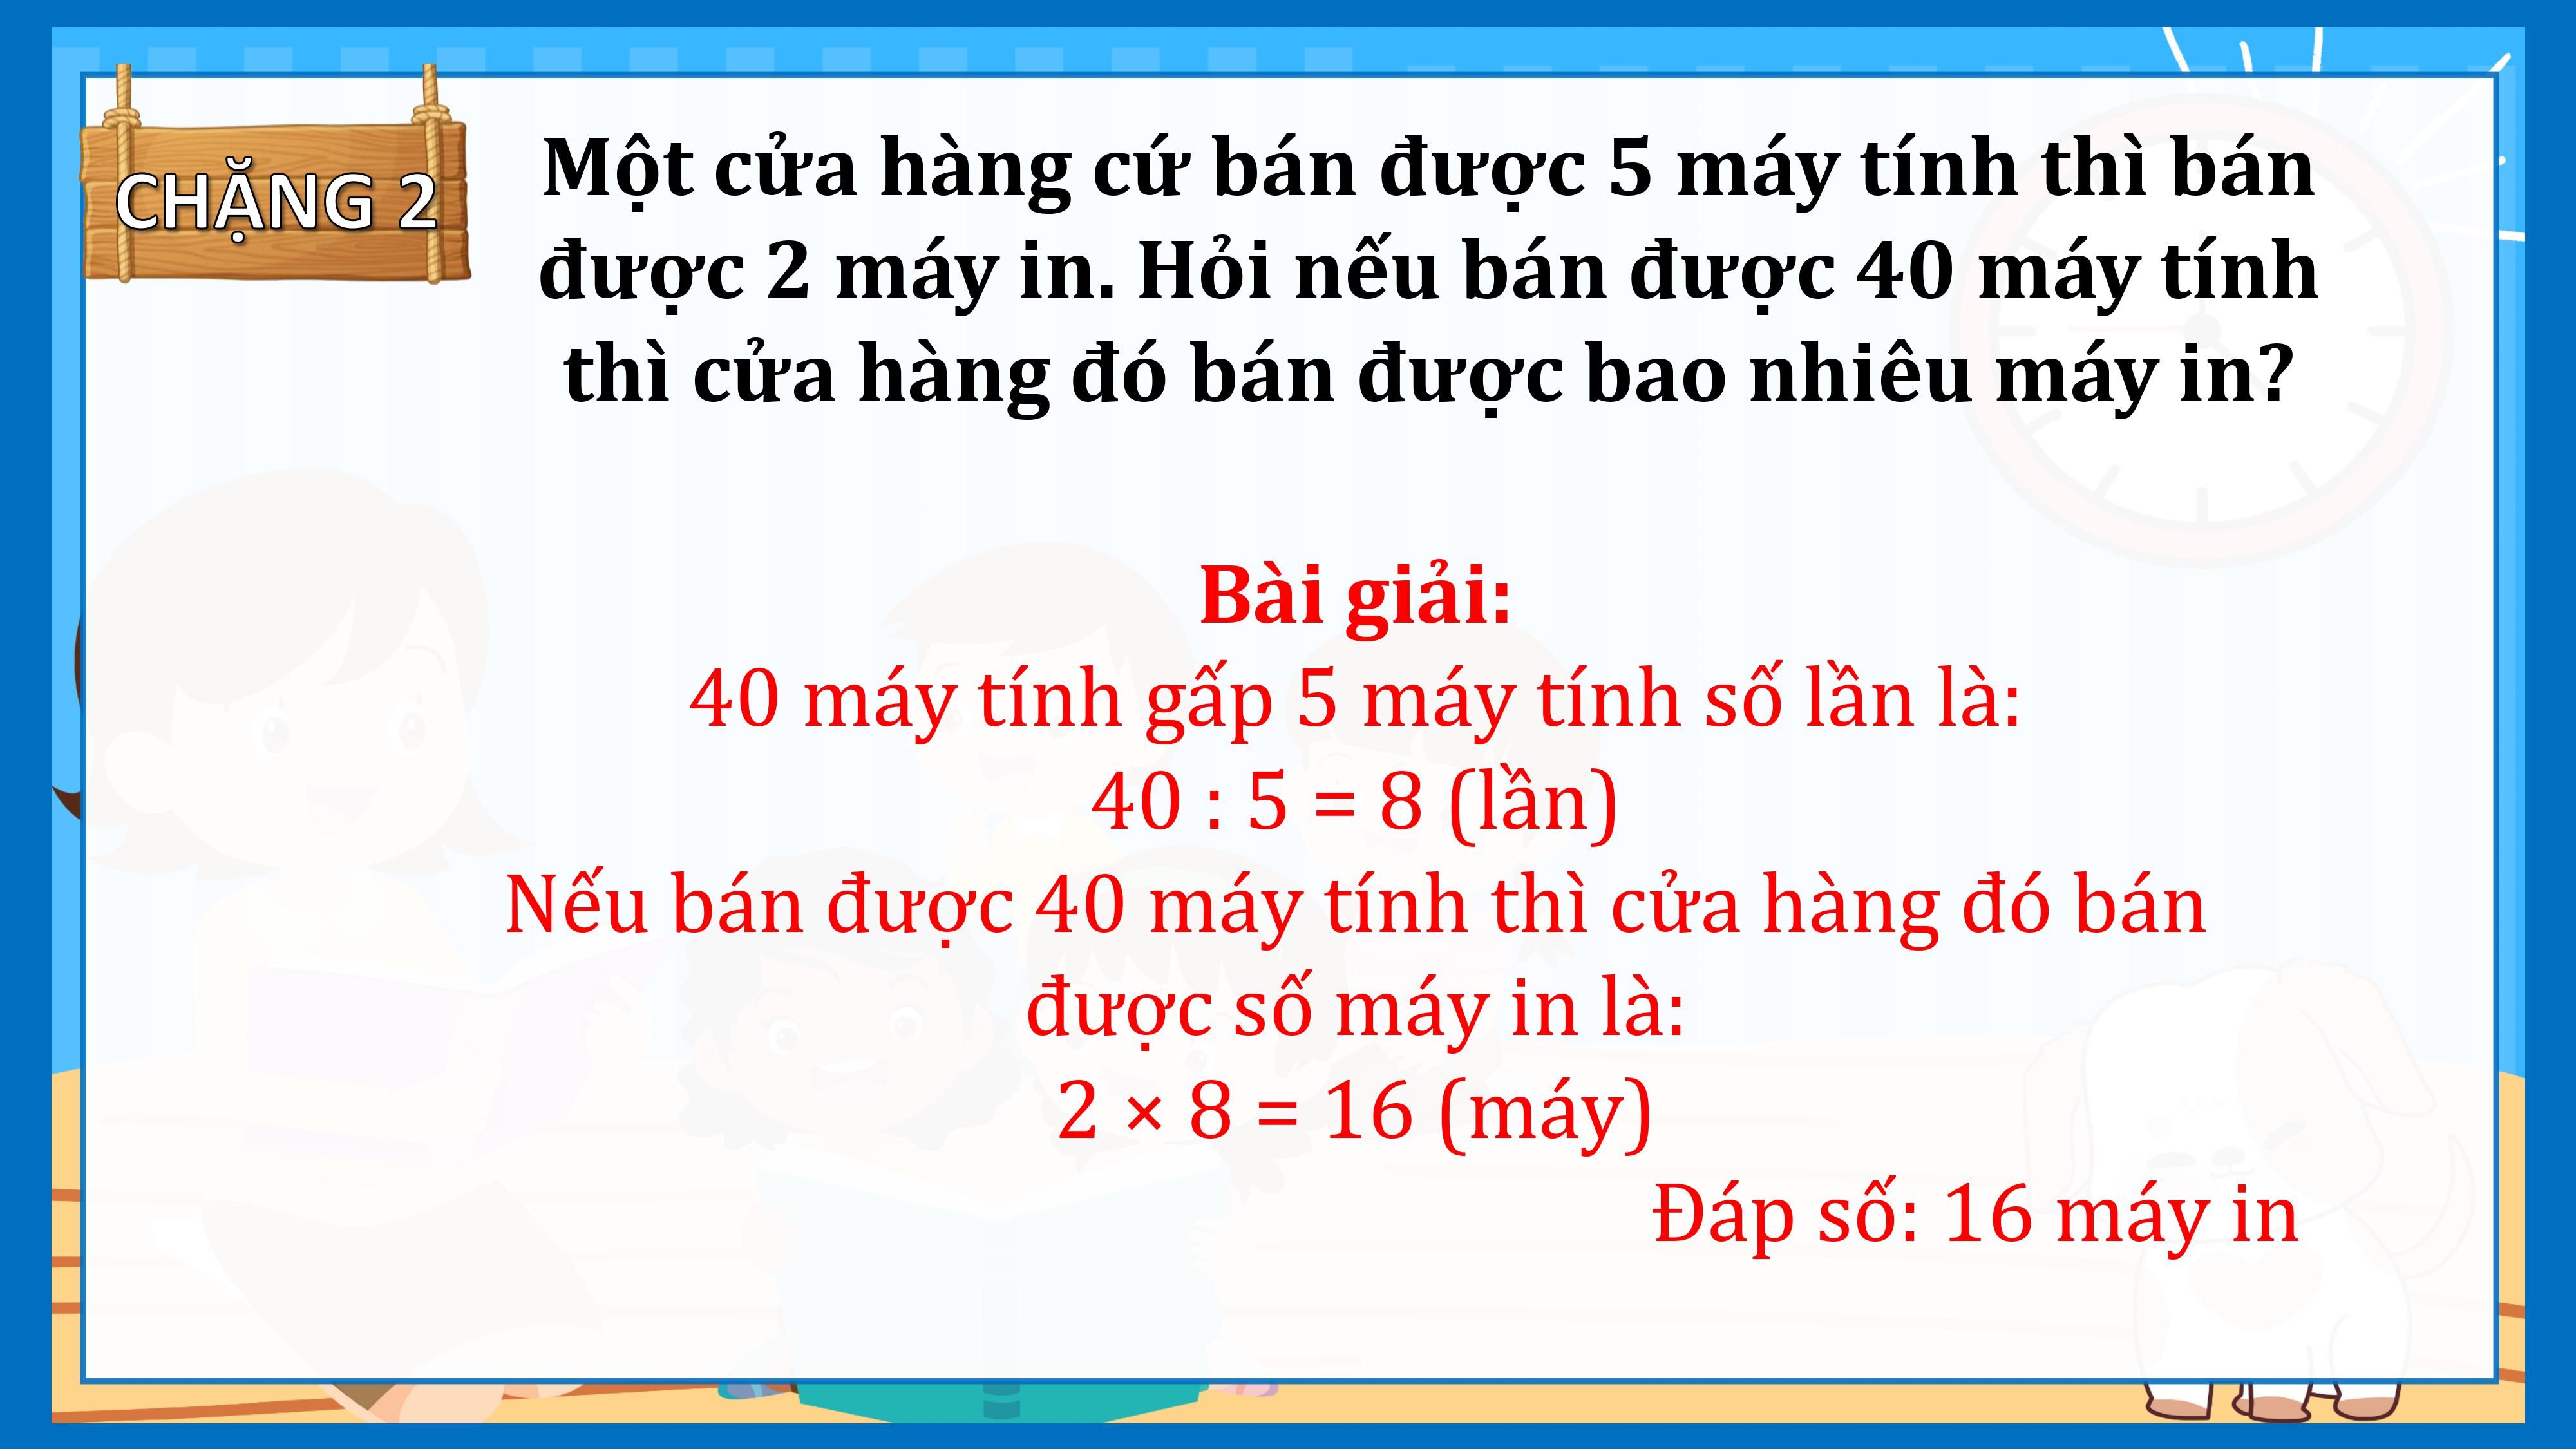 CHẶNG 2
Một cửa hàng cứ bán được 5 máy tính thì bán
được 2 máy in. Hỏi nếu bán được 40 máy tính
thì cửa hàng đó bán được bao nhiêu máy in?
Bài giải:
40 máy tính gấp 5 máy tính số lần là:
40 : 5 = 8 (lần)
Nếu bán được 40 máy tính thì cửa hàng đó bán
được số máy in là:
2 × 8 = 16 (máy)
Đáp số: 16 máy in